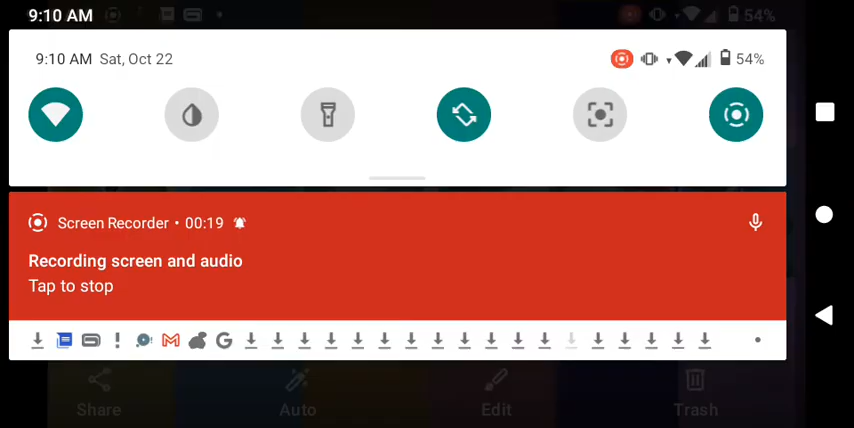 9:10 AM 54%
9:10 AM Sat, Oct 22 54%
Screen Recorder • 00:19
Recording screen and audio
Tap to stop
Share Auto Edit Trash